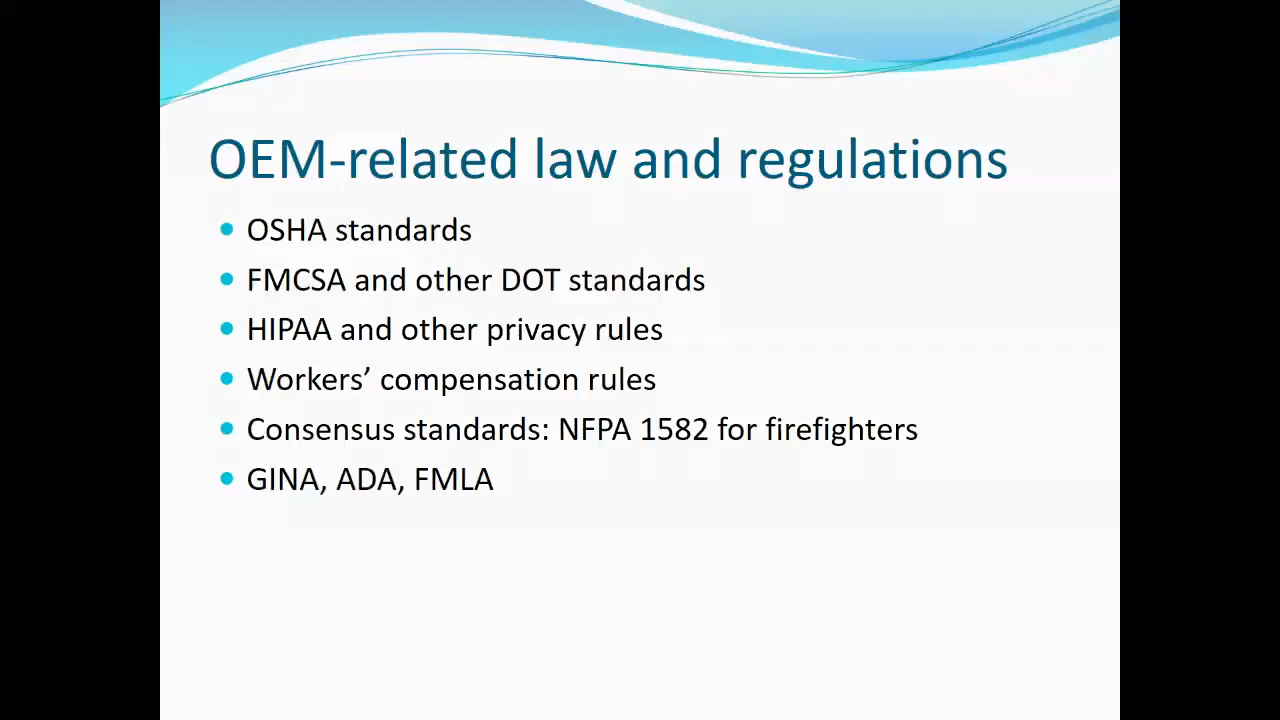 OEM-related law and regulations
OSHA standards
FMCSA and other DOT standards
HIPAA and other privacy rules
Workers’ compensation rules
Consensus standards: NFPA 1582 for firefighters
GINA, ADA, FMLA